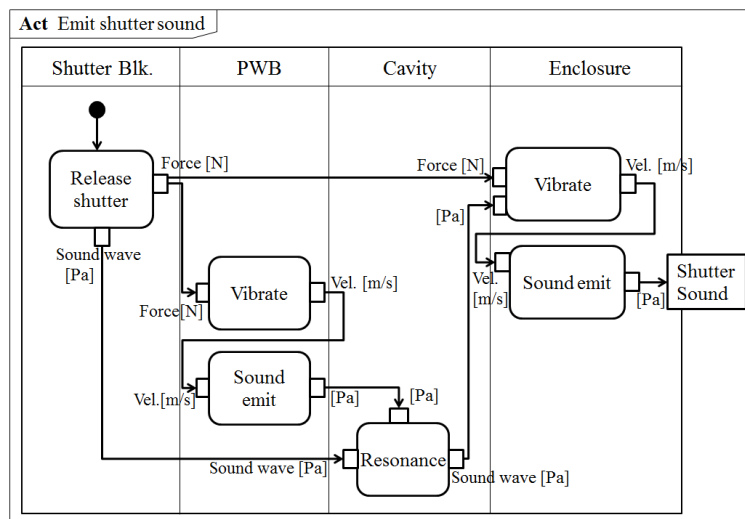 Act Emit shutter sound
Shutter Blk.
PWB
Cavity
Enclosure
Release
shutter
Force [N]
Sound wave
[Pa]
Force [N]
Vibrate
Vel. [m/s]
[Pa]
Vel.
[m/s]
Sound emit
[Pa]
Shutter
Sound
Force[N]
Vibrate
Vel. [m/s]
Vel.[m/s]
Sound
emit
[Pa]
[Pa]
Sound wave [Pa]
Resonance
Sound wave [Pa]